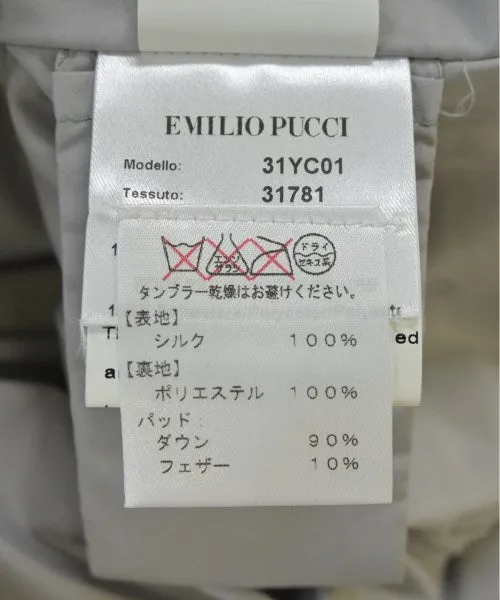 EMILIO PUCCI
Modello: 31YC01
Tessuto: 31781
エンソ
サラシ
ドライ
セキユ系
タンブラー乾燥はお避けください。
【表地】
シルク 100%
【裏地】
ポリエステル 100%
パッド:
ダウン 90%
フェザー 10%